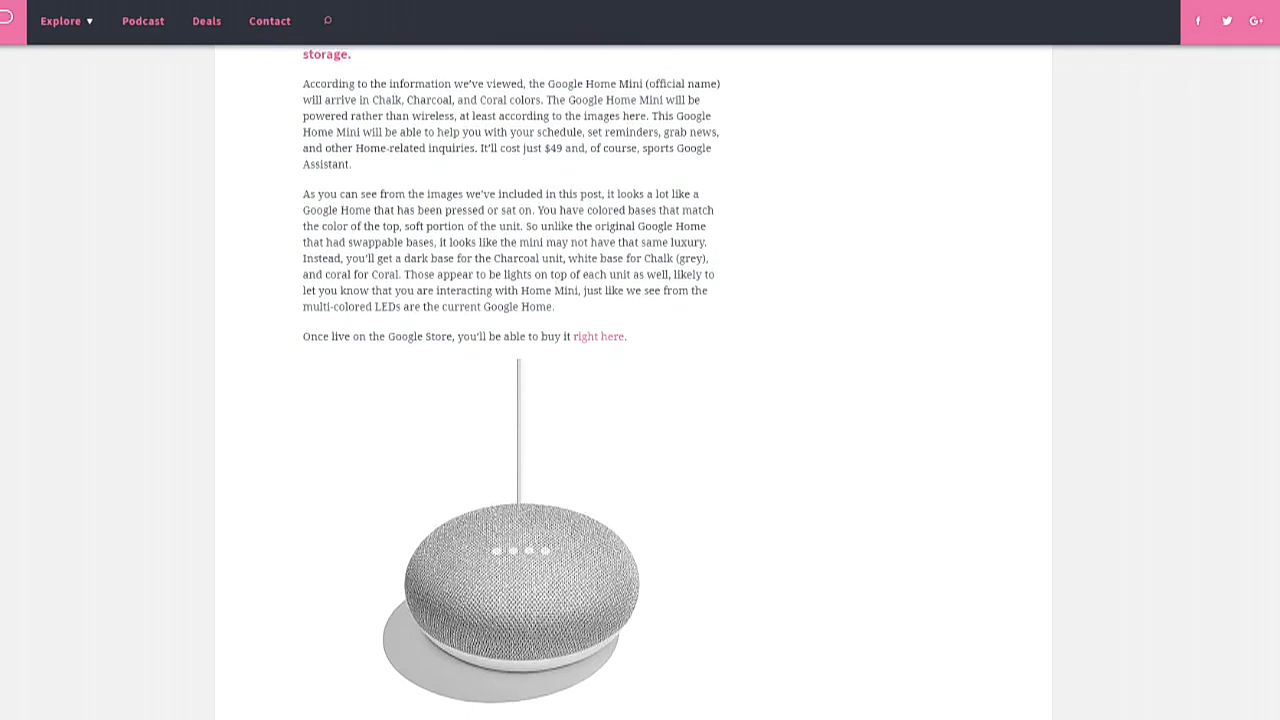 Explore ▼ Podcast Deals Contact
storage.
According to the information we've viewed, the Google Home Mini (official name)
will arrive in Chalk, Charcoal, and Coral colors. The Google Home Mini will be
powered rather than wireless, at least according to the images here. This Google
Home Mini will be able to help you with your schedule, set reminders, grab news,
and other Home-related inquiries. It'll cost just $49 and, of course, sports Google
Assistant.
As you can see from the images we've included in this post, it looks a lot like a
Google Home that has been pressed or sat on. You have colored bases that match
the color of the top, soft portion of the unit. So unlike the original Google Home
that had swappable bases, it looks like the mini may not have that same luxury.
Instead, you'll get a dark base for the Charcoal unit, white base for Chalk (grey),
and coral for Coral. Those appear to be lights on top of each unit as well, likely to
let you know that you are interacting with Home Mini, just like we see from the
multi-colored LEDs are the current Google Home.
Once live on the Google Store, you'll be able to buy it right here.